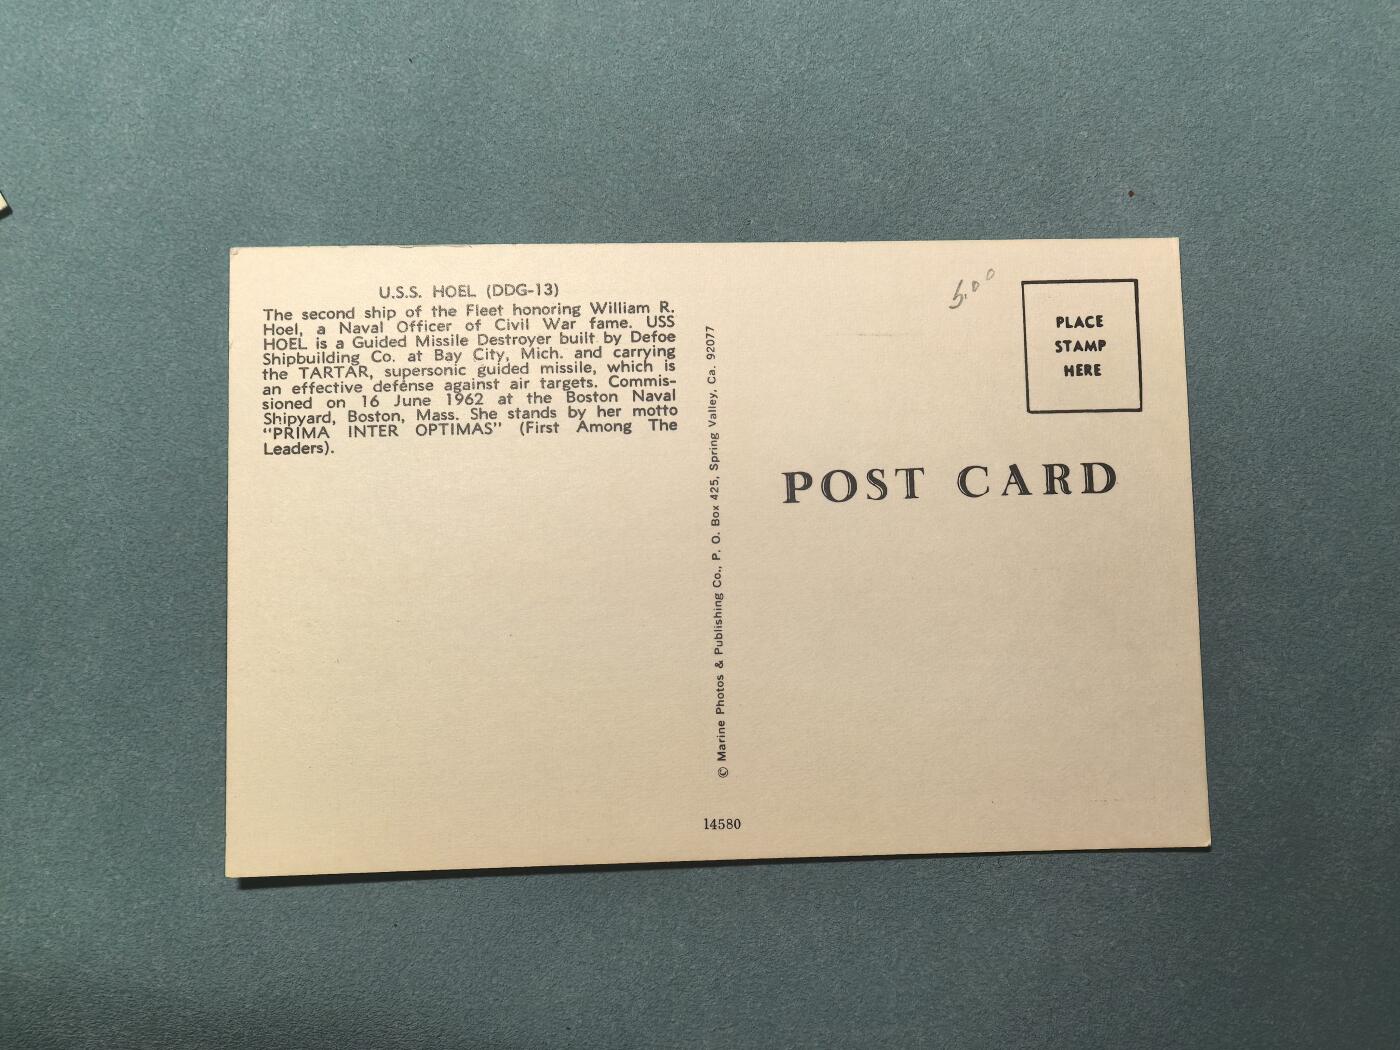 U.S.S. HOEL (DDG-13)
The second ship of the Fleet honoring William R.
Hoel, a Naval Officer of Civil War fame. USS
HOEL is a Guided Missile Destroyer built by Defoe
Shipbuilding Co. at Bay City, Mich. and carrying
the TARTAR, supersonic guided missile, which is
an effective defense against air targets. Commis-
sioned on 16 June 1962 at the Boston Naval
Shipyard, Boston, Mass. She stands by her motto
“PRIMA INTER OPTIMAS” (First Among The
Leaders).
© Marine Photos & Publishing Co., P. O. Box 425, Spring Valley, Ca. 92077
14580
5.00
PLACE
STAMP
HERE
POST CARD